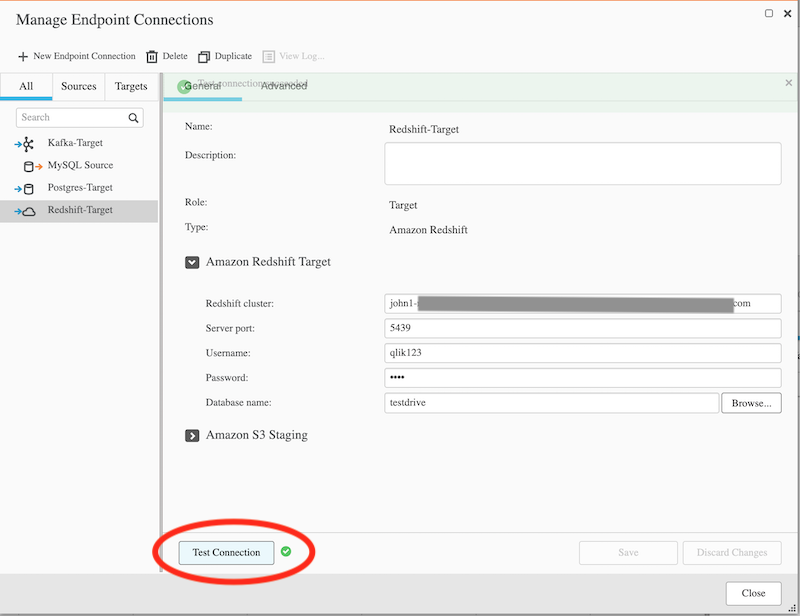 Manage Endpoint Connections
New Endpoint Connection Delete Duplicate View Log...
All Sources Targets
Test connection succeeded
General Advanced
Search
Kafka-Target
MySQL Source
Postgres-Target
Redshift-Target
Name: Redshift-Target
Description:
Role: Target
Type: Amazon Redshift
Amazon Redshift Target
Redshift cluster: john1- com
Server port: 5439
Username: qlik123
Password: ••••
Database name: testdrive Browse...
Amazon S3 Staging
Test Connection Save Discard Changes
Close